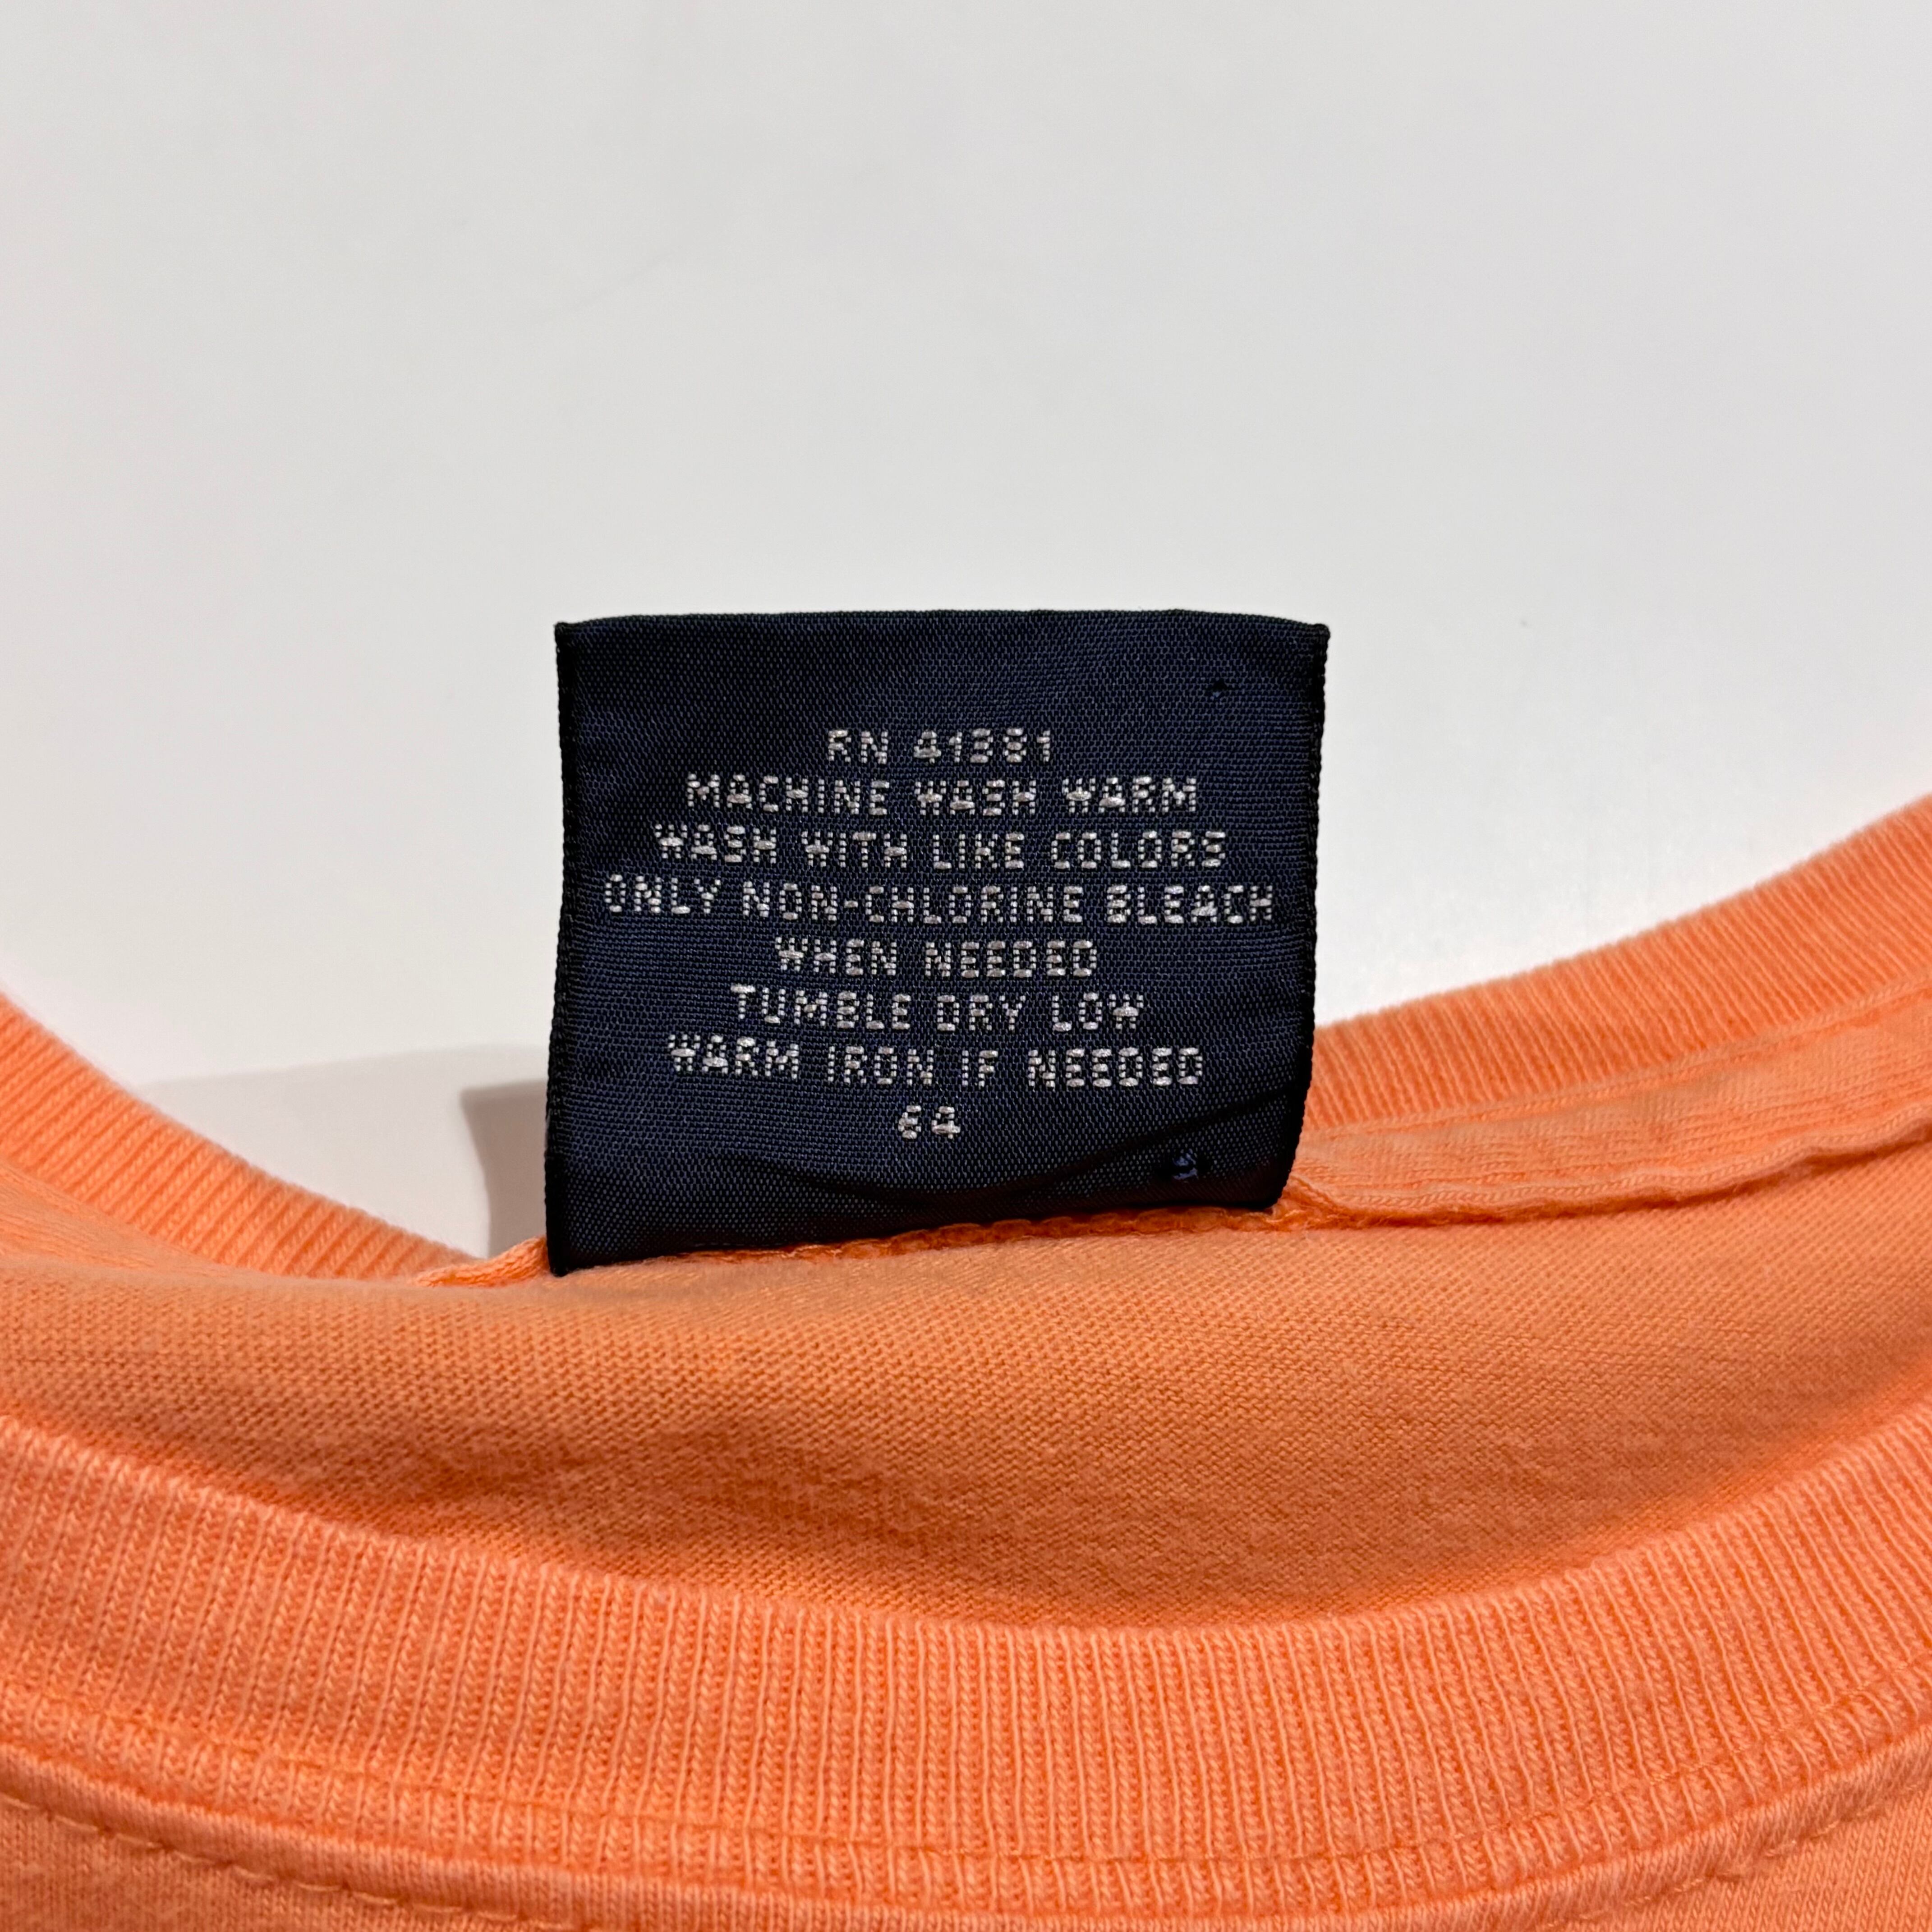 RN 41381
MACHINE WASH WARM
WASH WITH LIKE COLORS
ONLY NON-CHLORINE BLEACH
WHEN NEEDED
TUMBLE DRY LOW
WARM IRON IF NEEDED
64